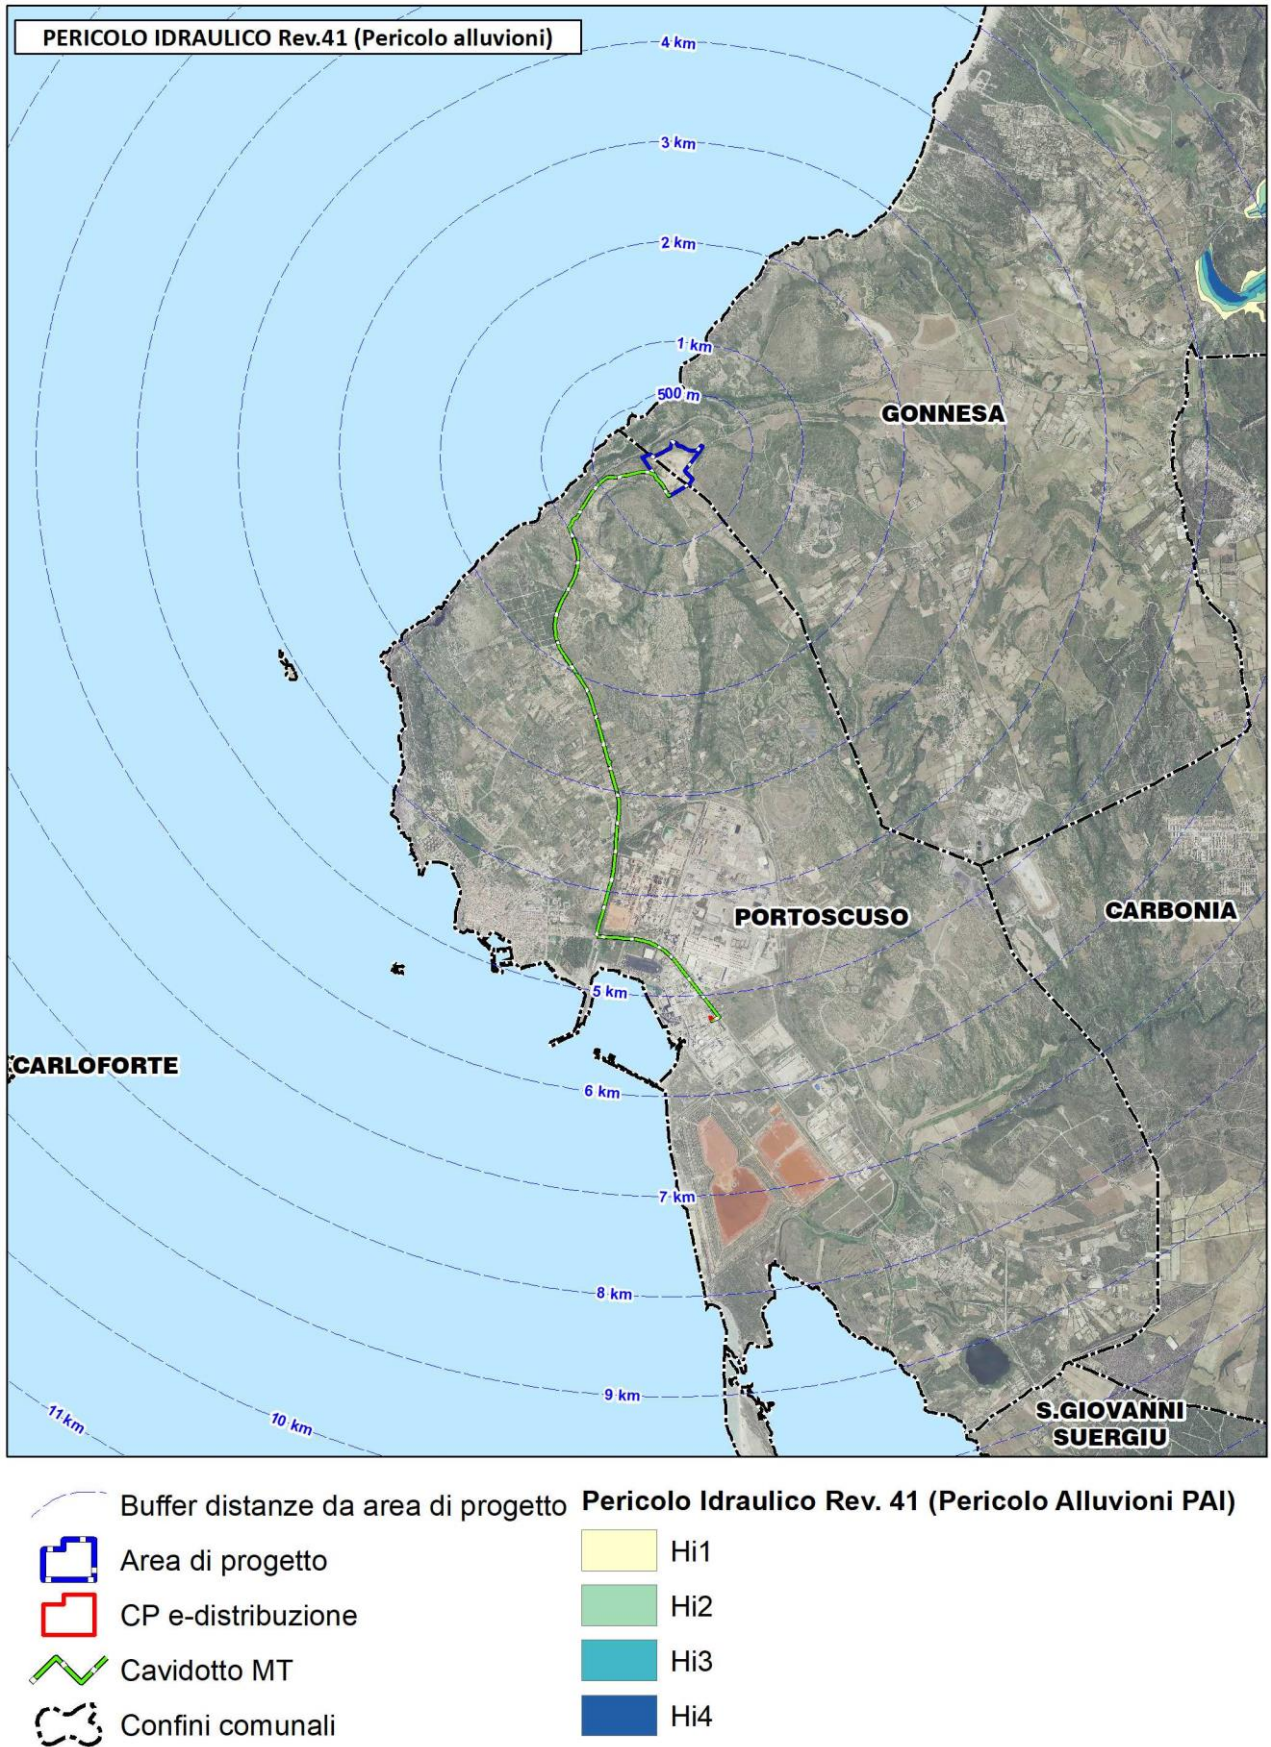 PERICOLO IDRAULICO Rev.41 (Pericolo alluvioni)
4 km
3 km
2 km
1 km
500 m
GONNESA
PORTOSCUSO
CARBONIA
5 km
CARLOFORTE
6 km
7 km
8 km
9 km
10 km
11km
S.GIOVANNI
SUERGIU
Buffer distanze da area di progetto
Area di progetto
CP e-distribuzione
Cavidotto MT
Confini comunali
Pericolo Idraulico Rev. 41 (Pericolo Alluvioni PAI)
Hi1
Hi2
Hi3
Hi4